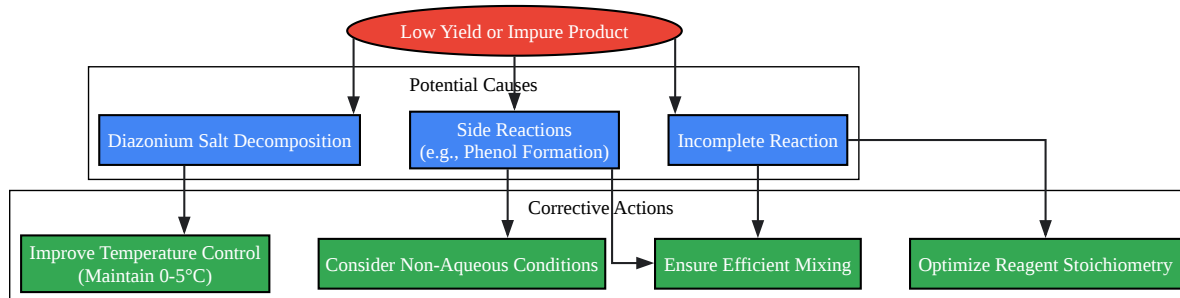 Low Yield or Impure Product
Potential Causes
Diazonium Salt Decomposition
Side Reactions
(e.g., Phenol Formation)
Incomplete Reaction
Corrective Actions
Improve Temperature Control
(Maintain 0-5°C)
Consider Non-Aqueous Conditions
Ensure Efficient Mixing
Optimize Reagent Stoichiometry